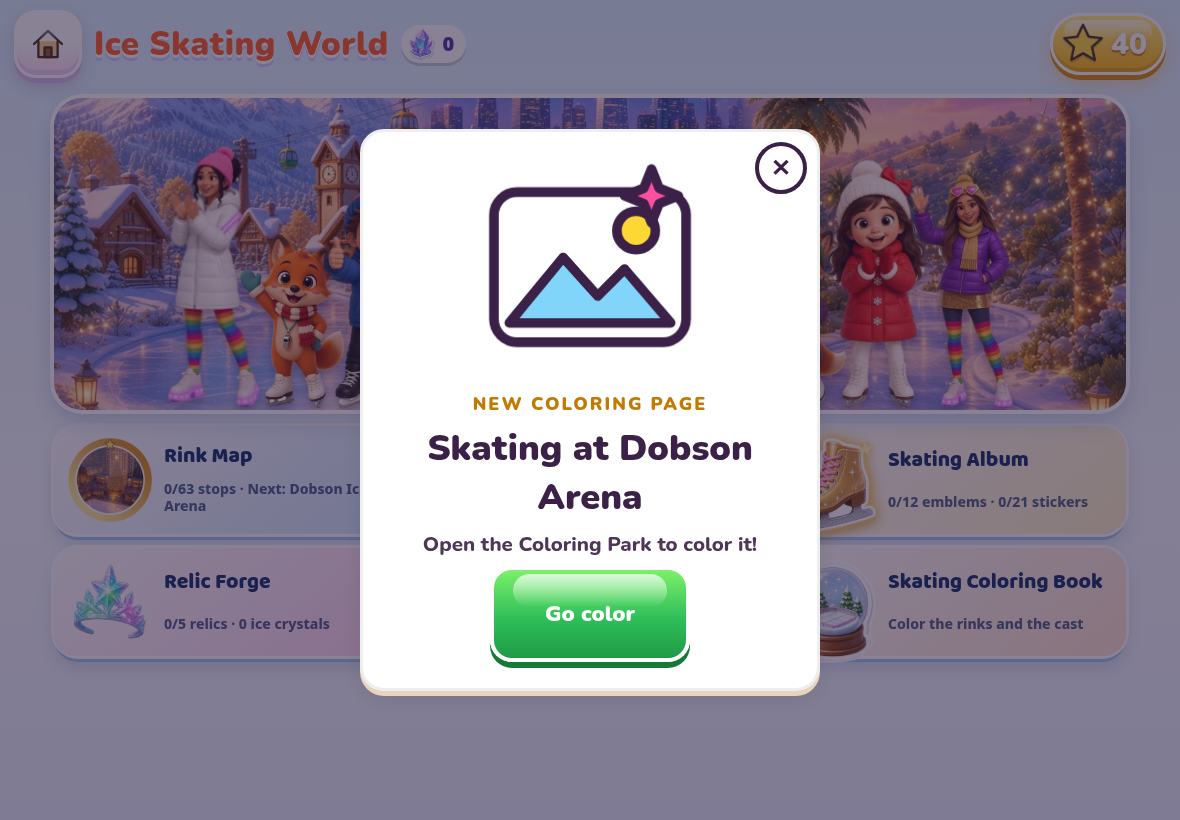 Ice Skating World
0
40
NEW COLORING PAGE
Skating at Dobson
Arena
Open the Coloring Park to color it!
Go color
Rink Map
0/63 stops · Next: Dobson Ic
Arena
Skating Album
0/12 emblems · 0/21 stickers
Relic Forge
0/5 relics · 0 ice crystals
Skating Coloring Book
Color the rinks and the cast